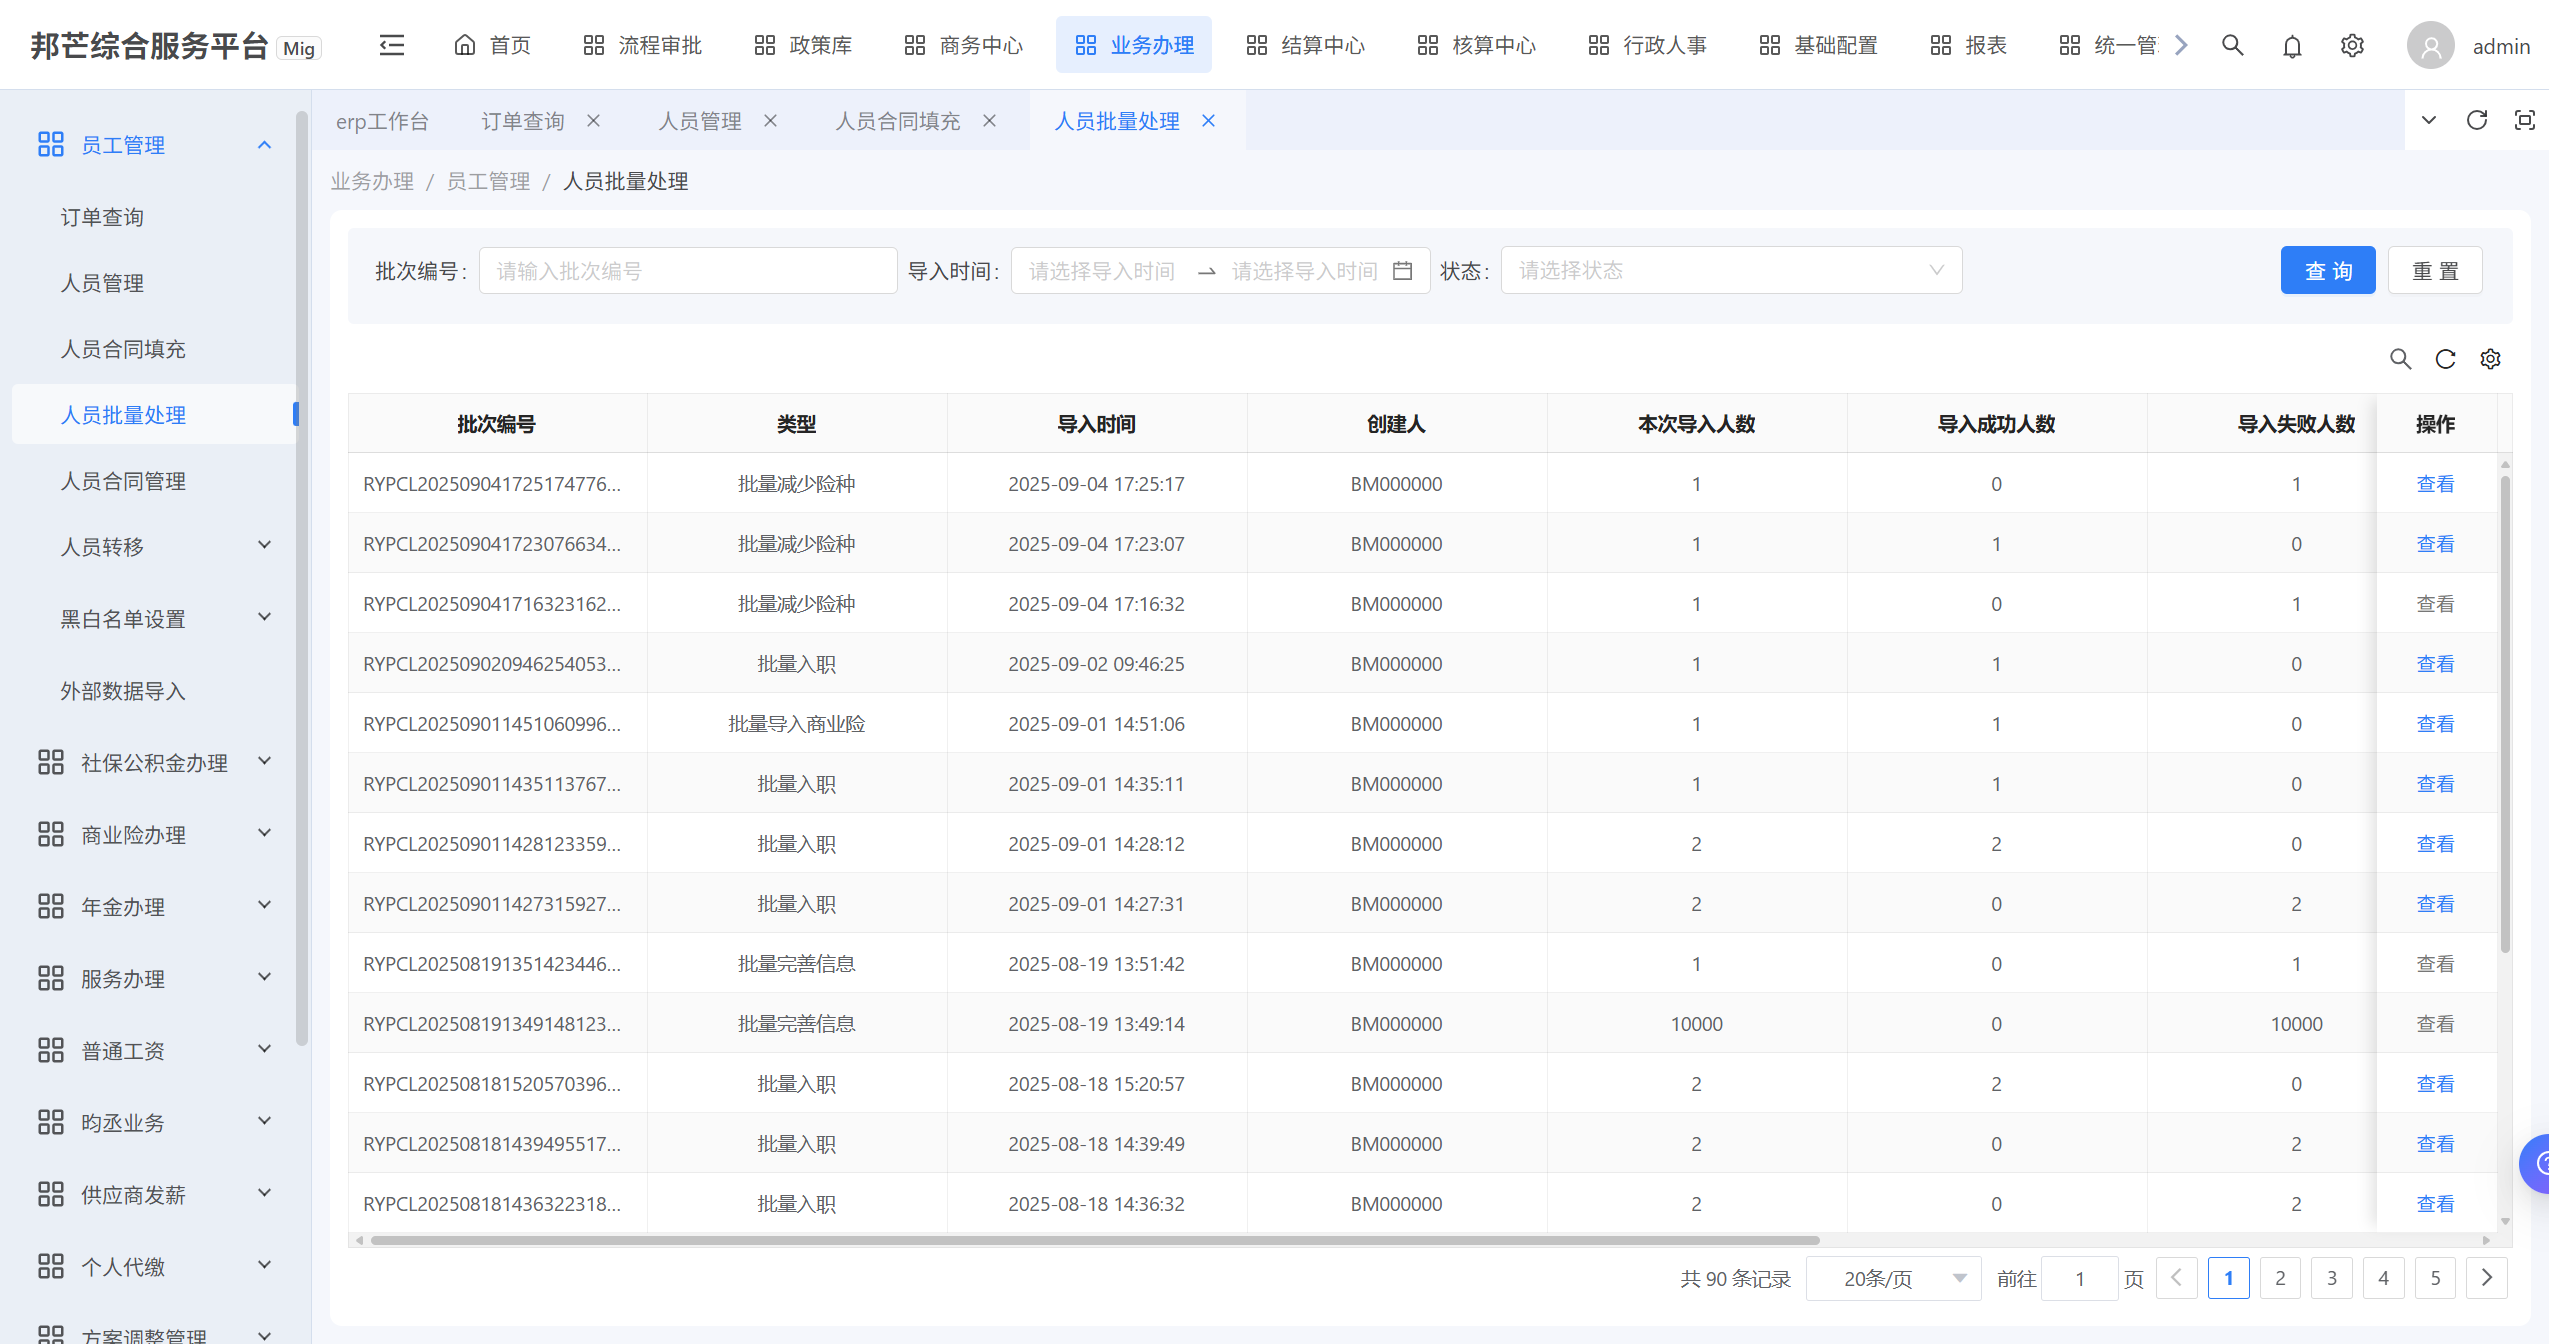 邦芒综合服务平台 Mig 首页 流程审批 政策库 商务中心 业务办理 结算中心 核算中心 行政人事 基础配置 报表 统一管 admin
erp工作台 订单查询 人员管理 人员合同填充 人员批量处理
业务办理 / 员工管理 / 人员批量处理
员工管理
订单查询
人员管理
人员合同填充
人员批量处理
人员合同管理
人员转移
黑白名单设置
外部数据导入
社保公积金办理
商业险办理
年金办理
服务办理
普通工资
昀丞业务
供应商发薪
个人代缴
方案调整管理
批次编号: 请输入批次编号 导入时间: 请选择导入时间 请选择导入时间 状态: 请选择状态 查 询 重 置
批次编号 类型 导入时间 创建人 本次导入人数 导入成功人数 导入失败人数 操作
RYPCL202509041725174776... 批量减少险种 2025-09-04 17:25:17 BM000000 1 0 1 查看
RYPCL202509041723076634... 批量减少险种 2025-09-04 17:23:07 BM000000 1 1 0 查看
RYPCL202509041716323162... 批量减少险种 2025-09-04 17:16:32 BM000000 1 0 1 查看
RYPCL202509020946254053... 批量入职 2025-09-02 09:46:25 BM000000 1 1 0 查看
RYPCL202509011451060996... 批量导入商业险 2025-09-01 14:51:06 BM000000 1 1 0 查看
RYPCL202509011435113767... 批量入职 2025-09-01 14:35:11 BM000000 1 1 0 查看
RYPCL202509011428123359... 批量入职 2025-09-01 14:28:12 BM000000 2 2 0 查看
RYPCL202509011427315927... 批量入职 2025-09-01 14:27:31 BM000000 2 0 2 查看
RYPCL202508191351423446... 批量完善信息 2025-08-19 13:51:42 BM000000 1 0 1 查看
RYPCL202508191349148123... 批量完善信息 2025-08-19 13:49:14 BM000000 10000 0 10000 查看
RYPCL202508181520570396... 批量入职 2025-08-18 15:20:57 BM000000 2 2 0 查看
RYPCL202508181439495517... 批量入职 2025-08-18 14:39:49 BM000000 2 0 2 查看
RYPCL202508181436322318... 批量入职 2025-08-18 14:36:32 BM000000 2 0 2 查看
共 90 条记录 20条/页 前往 1 页 1 2 3 4 5